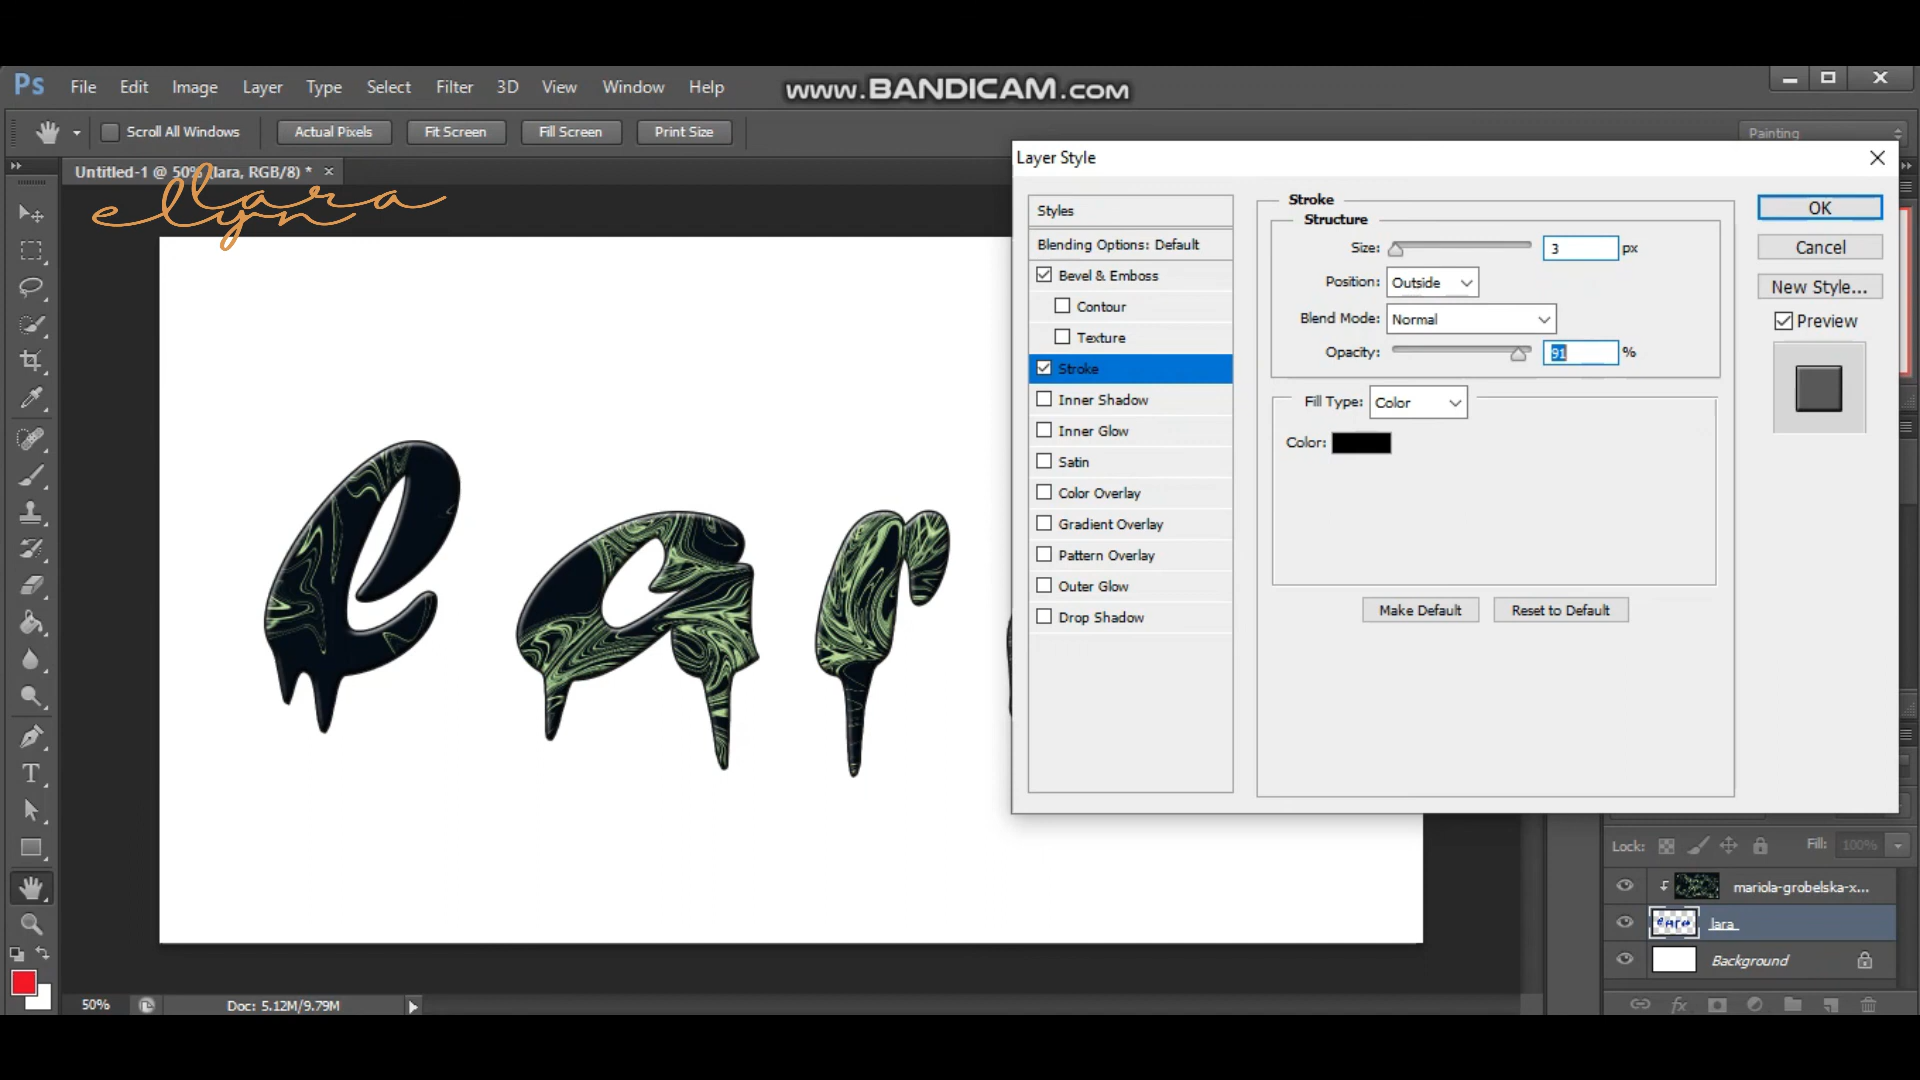 www.BANDICAM.com
Ps File Edit Image Layer Type Select Filter 3D View Window Help
Scroll All Windows Actual Pixels Fit Screen Fill Screen Print Size
Painting
Untitled-1 @ 50% (lara, RGB/8) *
lara
elyn
Layer Style
Styles
Blending Options: Default
Bevel & Emboss
Contour
Texture
Stroke
Inner Shadow
Inner Glow
Satin
Color Overlay
Gradient Overlay
Pattern Overlay
Outer Glow
Drop Shadow
Stroke
Structure
Size: 3 px
Position: Outside
Blend Mode: Normal
Opacity: 91 %
Fill Type: Color
Color:
Make Default Reset to Default
OK
Cancel
New Style...
Preview
lar
Lock: Fill: 100%
mariola-grobelska-x...
lara
Background
50% Doc: 5.12M/9.79M